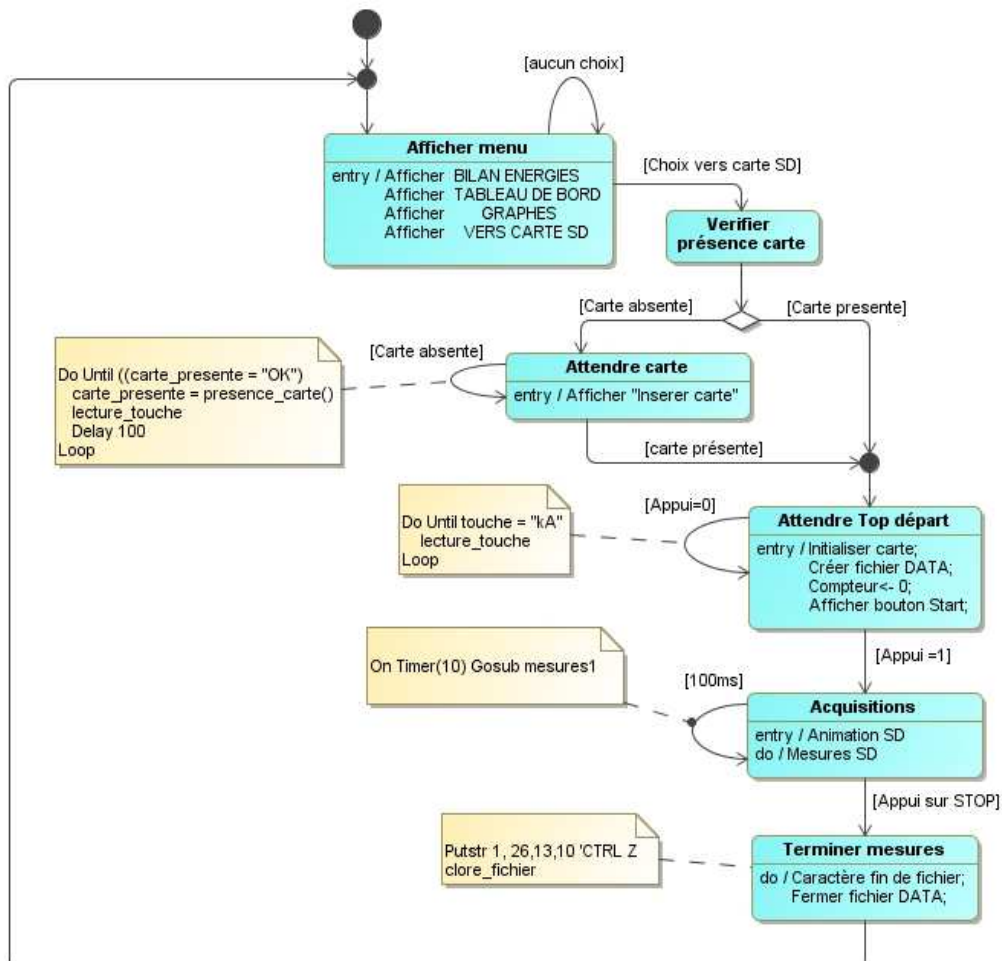 [aucun choix]
Afficher menu
entry / Afficher BILAN ENERGIES
Afficher TABLEAU DE BORD
Afficher GRAPHES
Afficher VERS CARTE SD
[Choix vers carte SD]
Verifier
présence carte
[Carte absente]
[Carte presente]
Do Until ((carte_presente = "OK")
carte_presente = presence_carte()
lecture_touche
Delay 100
Loop
[Carte absente]
Attendre carte
entry / Afficher "Inserer carte"
[carte présente]
Do Until touche = "kA"
lecture_touche
Loop
[Appui=0]
Attendre Top départ
entry / Initialiser carte;
Créer fichier DATA;
Compteur<- 0;
Afficher bouton Start;
[Appui =1]
On Timer(10) Gosub mesures1
[100ms]
Acquisitions
entry / Animation SD
do / Mesures SD
[Appui sur STOP]
Putstr 1, 26,13,10 'CTRL Z
clore_fichier
Terminer mesures
do / Caractère fin de fichier;
Fermer fichier DATA;